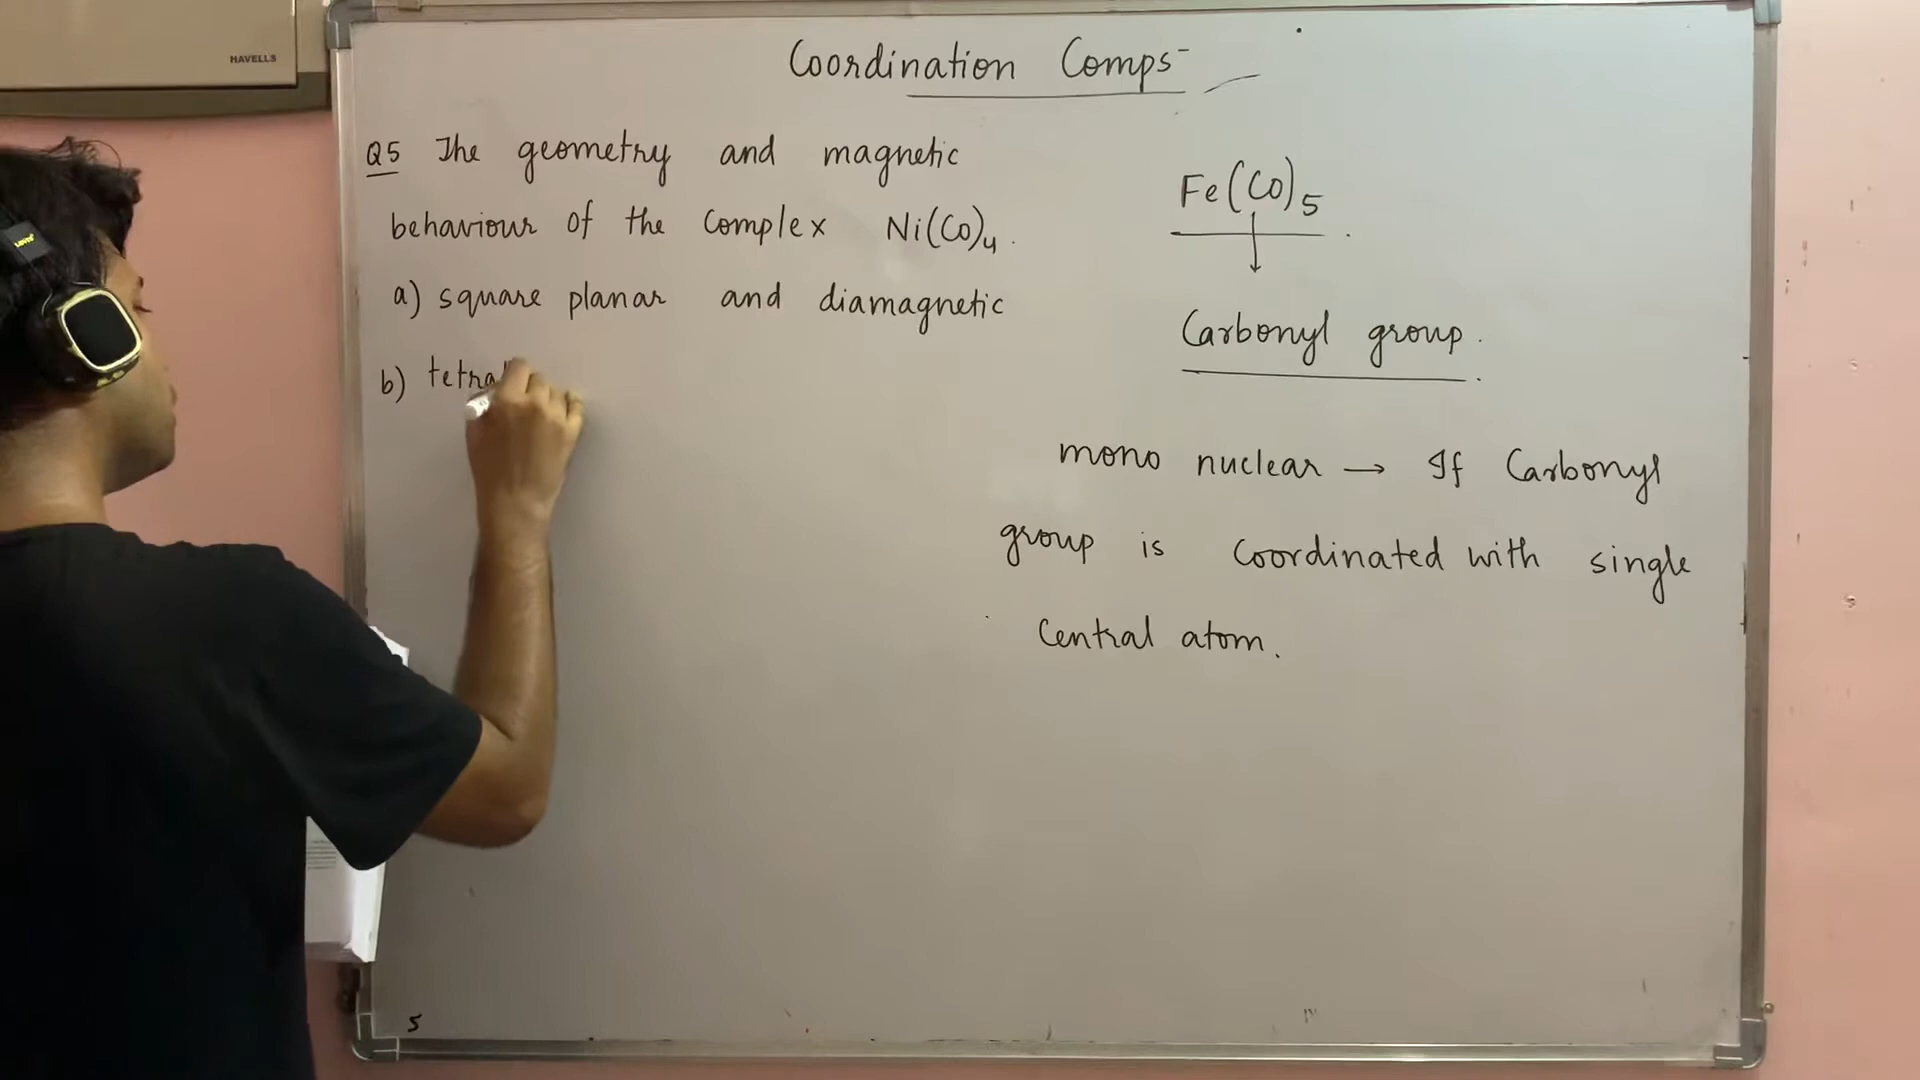 HAVELLS
Coordination Comps-
Q5 The geometry and magnetic
behaviour of the complex Ni(Co)₄.
a) square planar and diamagnetic
b)
Fe(Co)₅
Carbonyl group.
mono nuclear → If Carbonyl
group is coordinated with single
central atom.
5